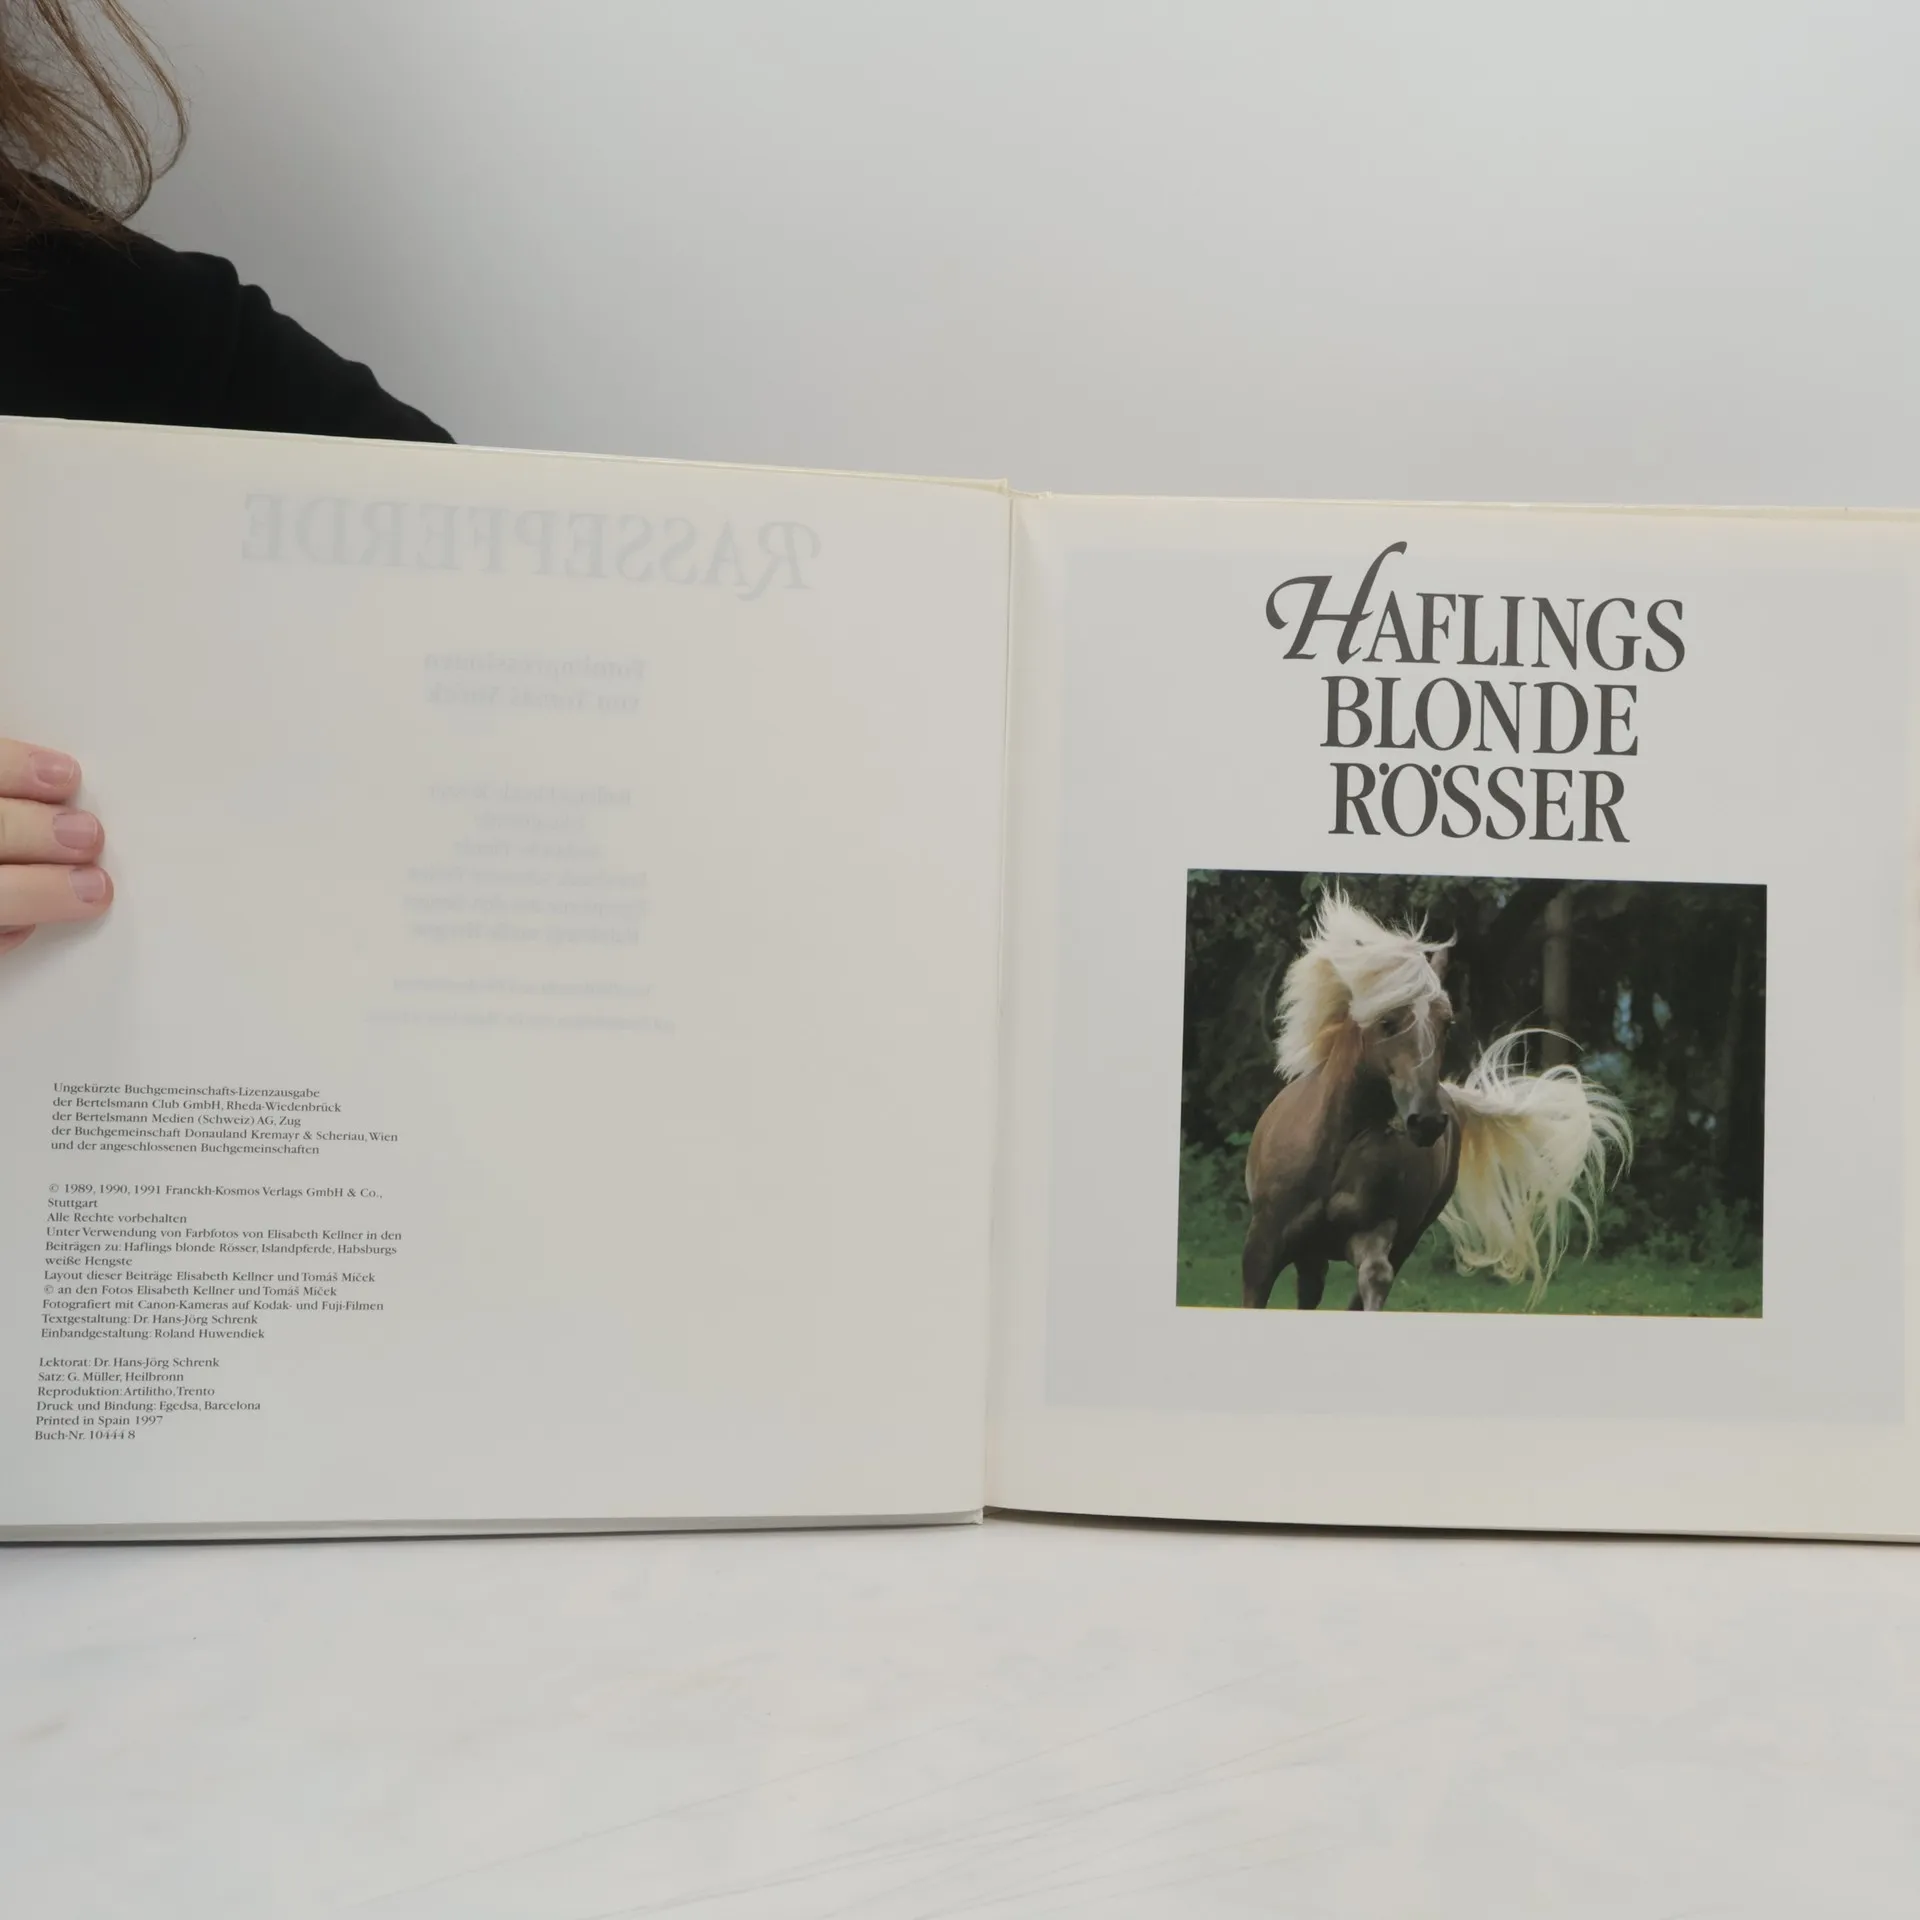 RASSEPFERDE
Ungekürzte Buchgemeinschafts-Lizenzausgabe
der Bertelsmann Club GmbH, Rheda-Wiedenbrück
der Bertelsmann Medien (Schweiz) AG, Zug
der Buchgemeinschaft Donauland Kremayr & Scheriau, Wien
und der angeschlossenen Buchgemeinschaften
© 1989, 1990, 1991 Franckh-Kosmos Verlags GmbH & Co.,
Stuttgart
Alle Rechte vorbehalten
Unter Verwendung von Farbfotos von Elisabeth Kellner in den
Beiträgen zu: Haflings blonde Rösser, Islandpferde, Habsburgs
weiße Hengste
Layout dieser Beiträge Elisabeth Kellner und Tomáš Míček
© an den Fotos Elisabeth Kellner und Tomáš Míček
Fotografiert mit Canon-Kameras auf Kodak- und Fuji-Filmen
Textgestaltung: Dr. Hans-Jörg Schrenk
Einbandgestaltung: Roland Huwendiek
Lektorat: Dr. Hans-Jörg Schrenk
Satz: G. Müller, Heilbronn
Reproduktion: Artilitho, Trento
Druck und Bindung: Egedsa, Barcelona
Printed in Spain 1997
Buch-Nr. 10444 8
HAFLINGS
BLONDE
RÖSSER